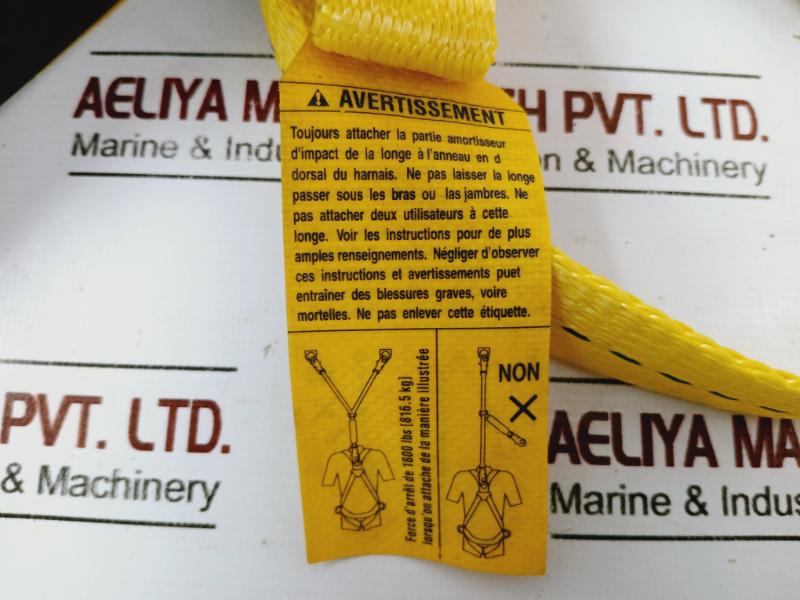 AELIYA M TH PVT. LTD.
Marine & Indu n & Machinery
AVERTISSEMENT
Toujours attacher la partie amortisseur
d'impact de la longe à l'anneau en d
dorsal du harnais. Ne pas laisser la longe
passer sous les bras ou las jambres. Ne
pas attacher deux utilisateurs à cette
longe. Voir les instructions pour de plus
amples renseignements. Négliger d'observer
ces instructions et avertissements puet
entraîner des blessures graves, voire
mortelles. Ne pas enlever cette étiquette.
Force d'arrêt de 1800 lbs (816.5 kg)
lorsqu'on attache de la manière illustrée
NON
PVT. LTD.
& Machinery
AELIYA MA
Marine & Indus